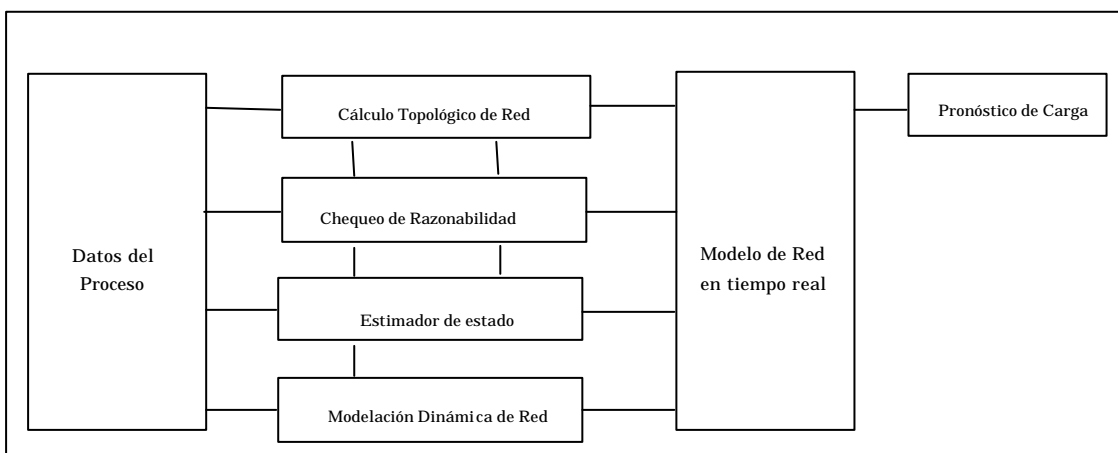 Datos del
Proceso
Cálculo Topológico de Red
Chequeo de Razonabilidad
Estimador de estado
Modelación Dinámica de Red
Modelo de Red
en tiempo real
Pronóstico de Carga